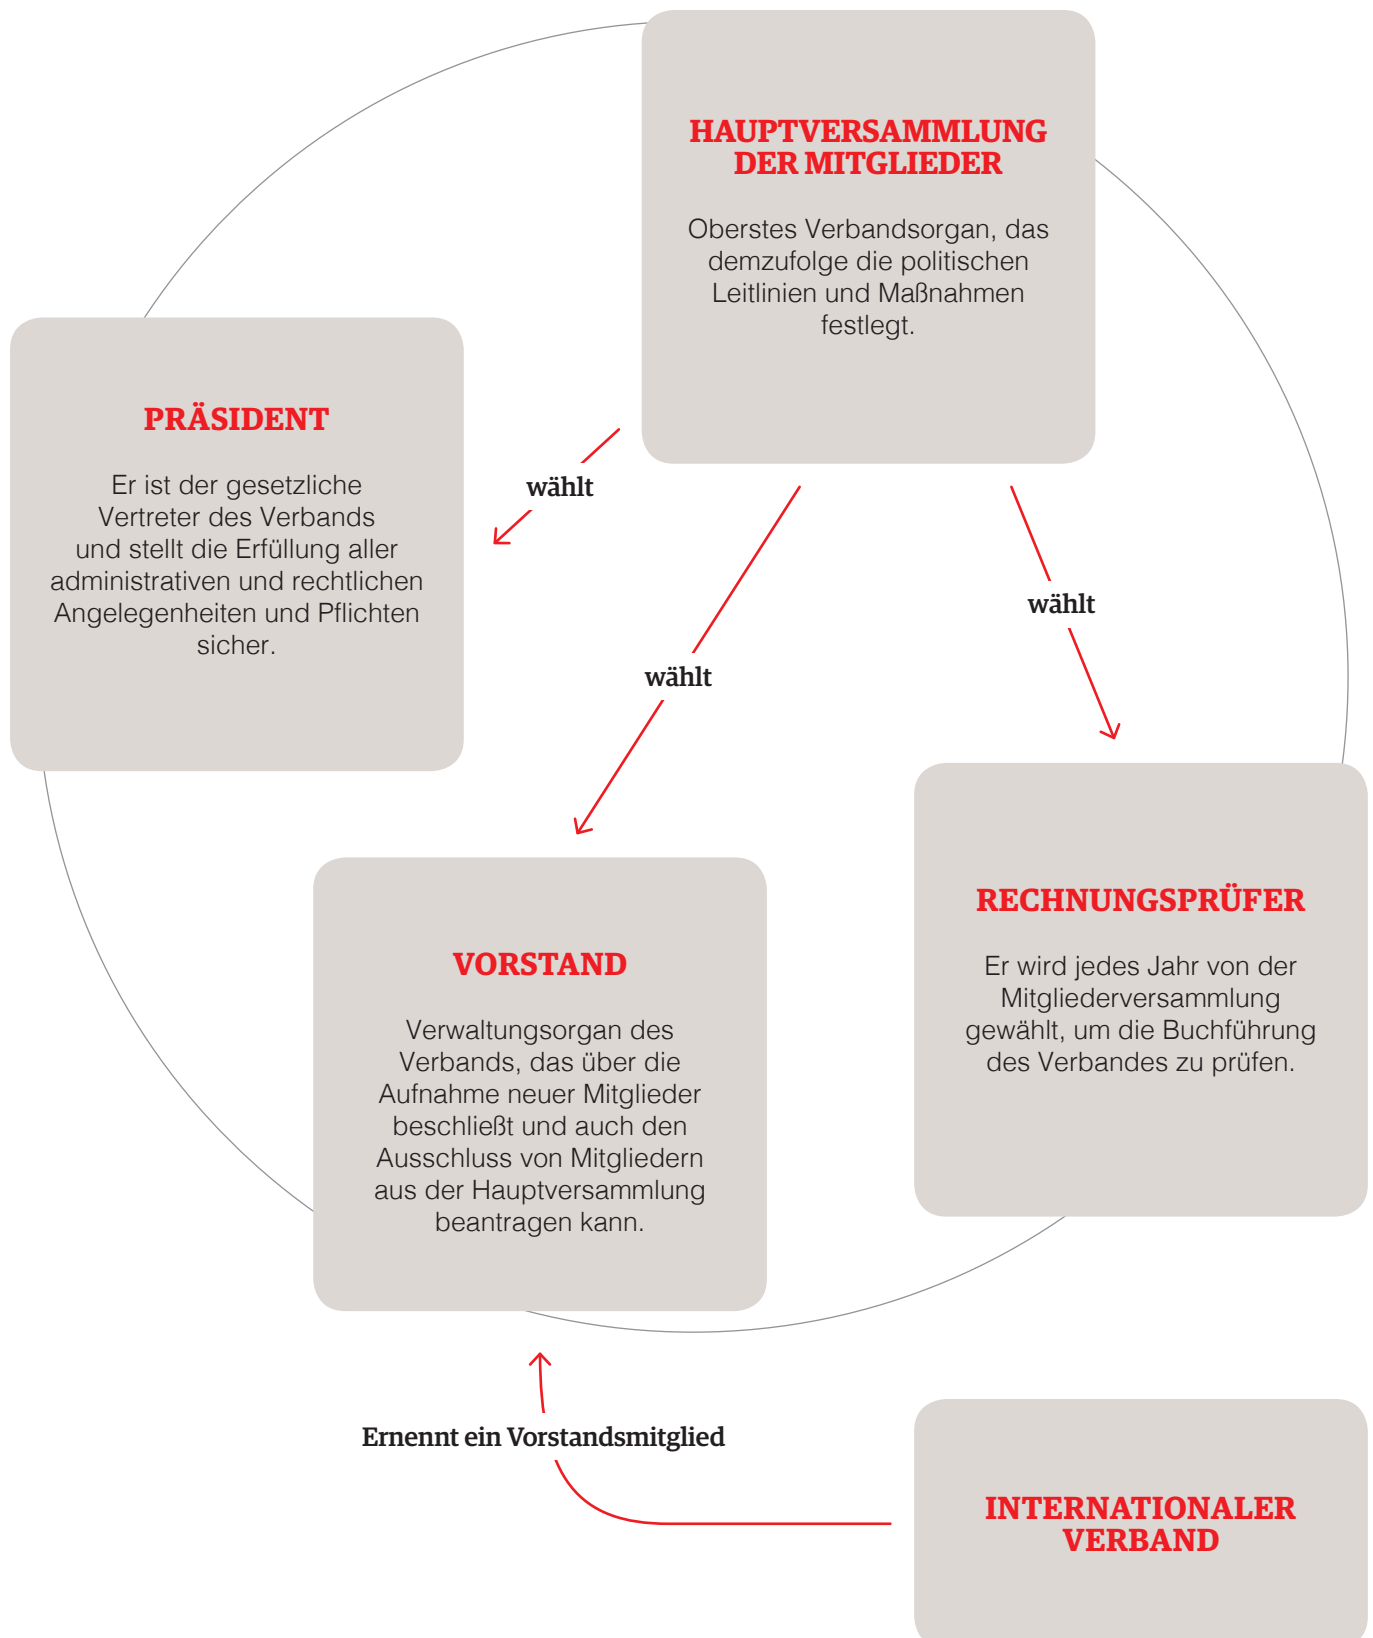 HAUPTVERSAMMLUNG
DER MITGLIEDER
Oberstes Verbandsorgan, das
demzufolge die politischen
Leitlinien und Maßnahmen
festlegt.
PRÄSIDENT
Er ist der gesetzliche
Vertreter des Verbands
und stellt die Erfüllung aller
administrativen und rechtlichen
Angelegenheiten und Pflichten
sicher.
wählt
wählt
wählt
VORSTAND
Verwaltungsorgan des
Verbands, das über die
Aufnahme neuer Mitglieder
beschließt und auch den
Ausschluss von Mitgliedern
aus der Hauptversammlung
beantragen kann.
RECHNUNGSPRÜFER
Er wird jedes Jahr von der
Mitgliederversammlung
gewählt, um die Buchführung
des Verbandes zu prüfen.
Ernennt ein Vorstandsmitglied
INTERNATIONALER
VERBAND